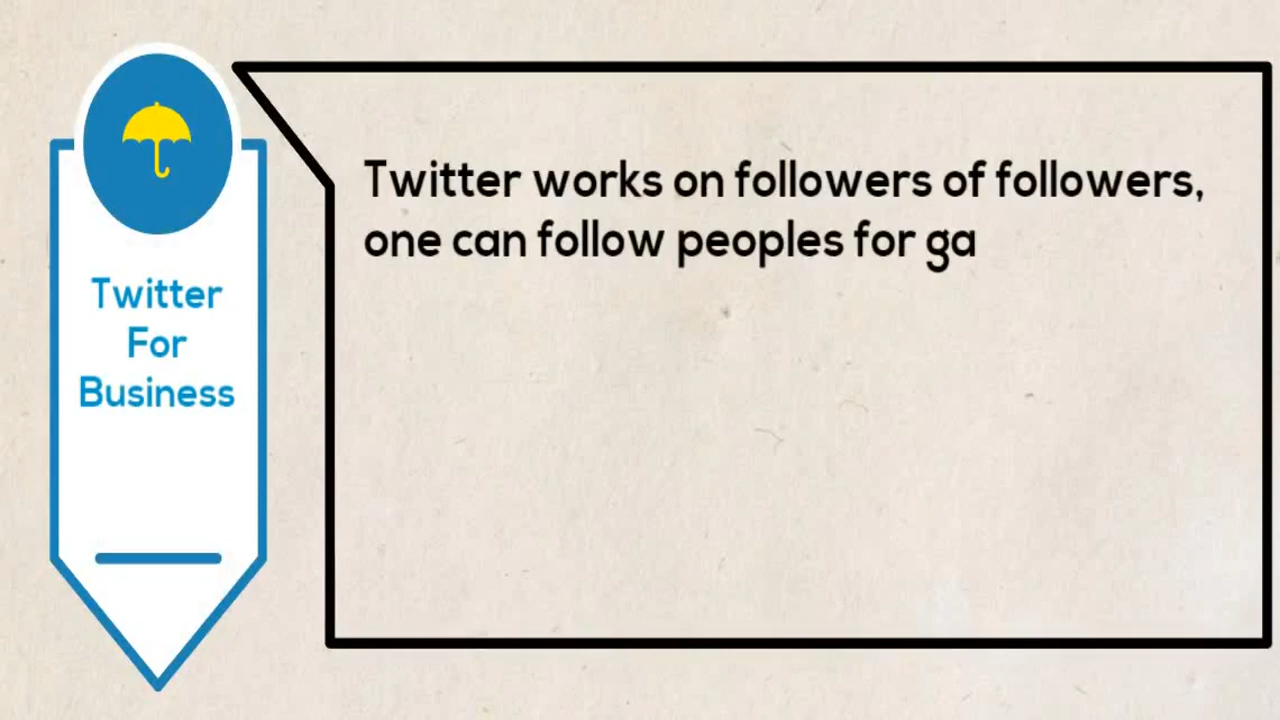 Twitter
For
Business
Twitter works on followers of followers,
one can follow peoples for ga